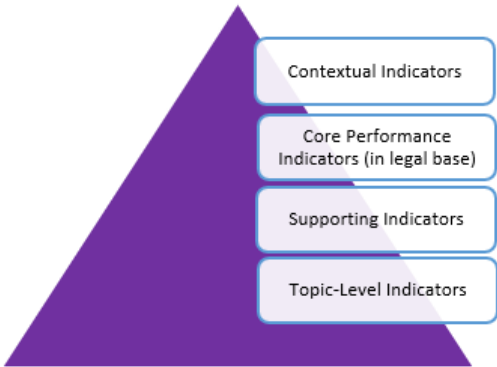 Contextual Indicators
Core Performance
Indicators (in legal base)
Supporting Indicators
Topic-Level Indicators